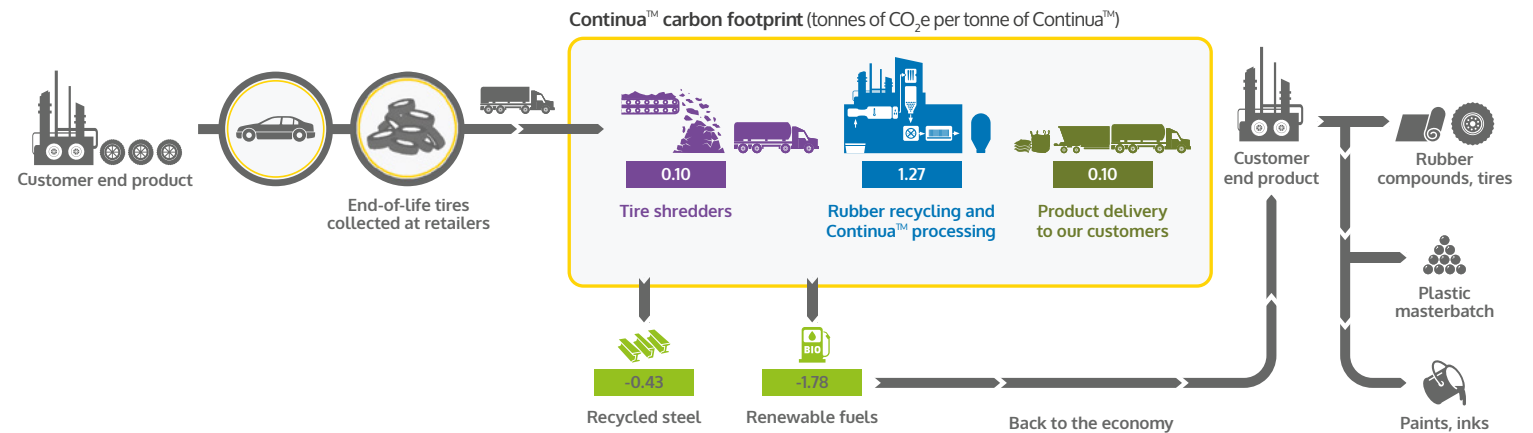 Continua™ carbon footprint (tonnes of CO₂e per tonne of Continua™)
Customer end product
End-of-life tires
collected at retailers
0.10
Tire shredders
1.27
Rubber recycling and
Continua™ processing
0.10
Product delivery
to our customers
Customer
end product
Rubber
compounds, tires
Plastic
masterbatch
Paints, inks
-0.43
Recycled steel
BIO
-1.78
Renewable fuels
Back to the economy